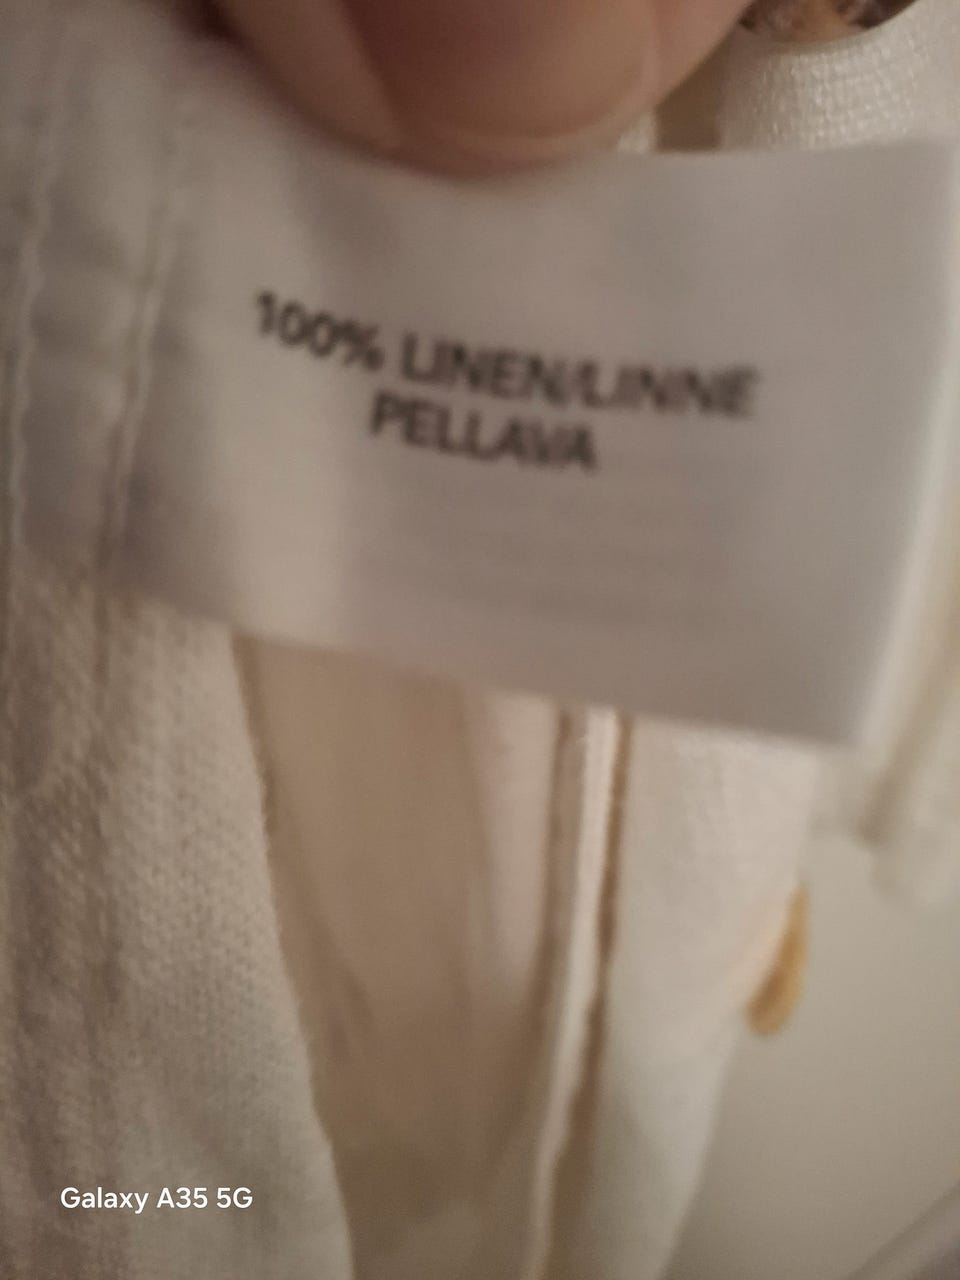 100% LINEN/LINNE
PELLAVA
Galaxy A35 5G